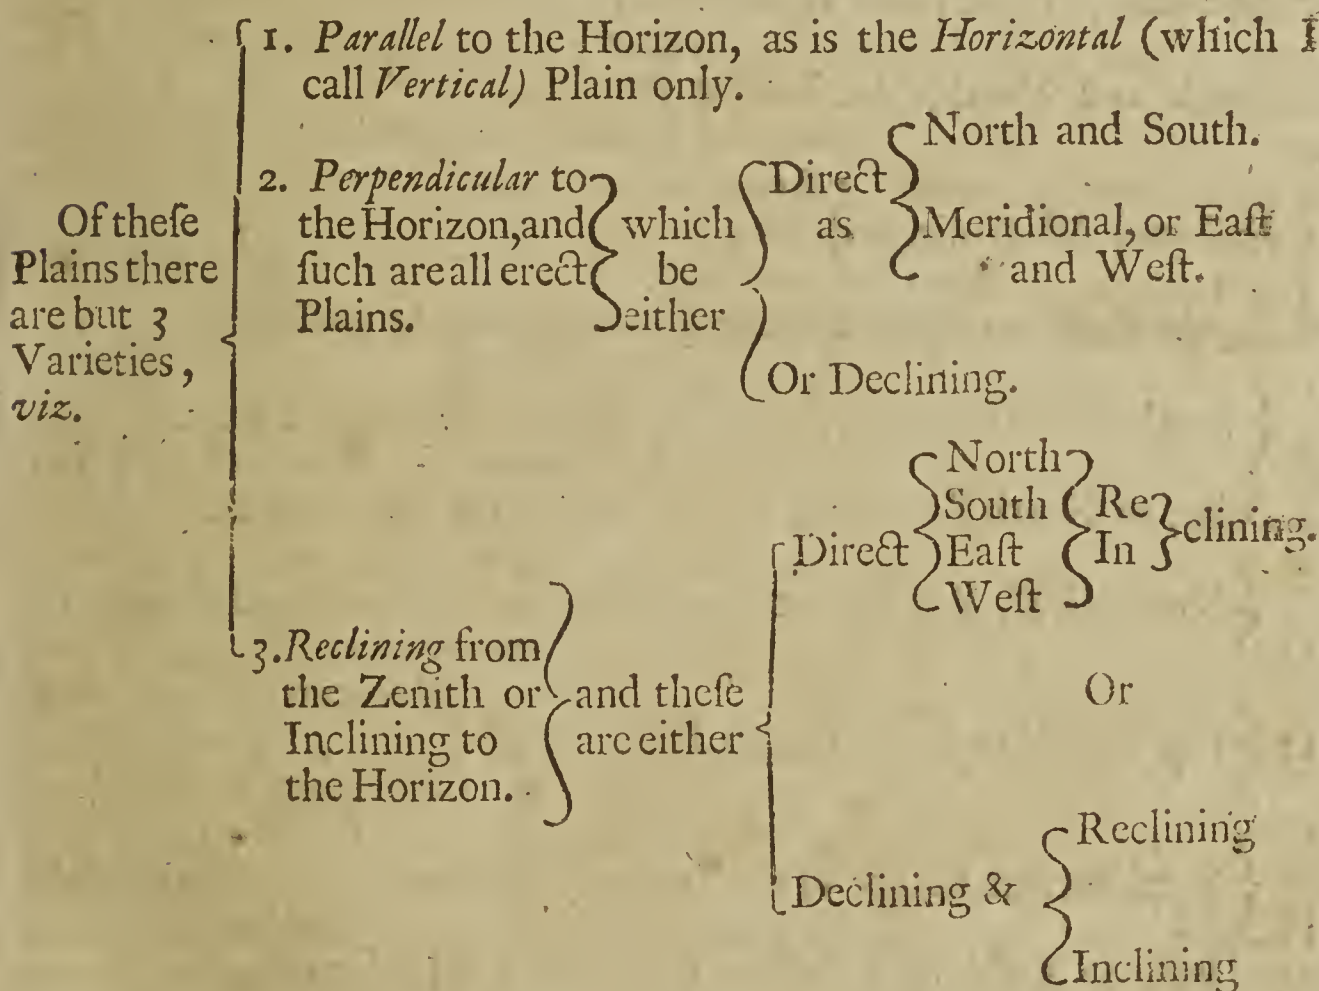 1. Parallel to the Horizon, as is the Horizontal (which I
call Vertical) Plain only.
Of theſe
Plains there
are but 3
Varieties,
viz.
2. Perpendicular to
the Horizon, and
ſuch are all erect
Plains.
which
be
either
Direct
as
North and South.
Meridional, or Eaſt
and Weſt.
Or Declining.
3. Reclining from
the Zenith or
Inclining to
the Horizon.
and theſe
are either
Direct
North
South
Eaſt
Weſt
Re
In
clining.
Or
Declining &
Reclining
Inclining